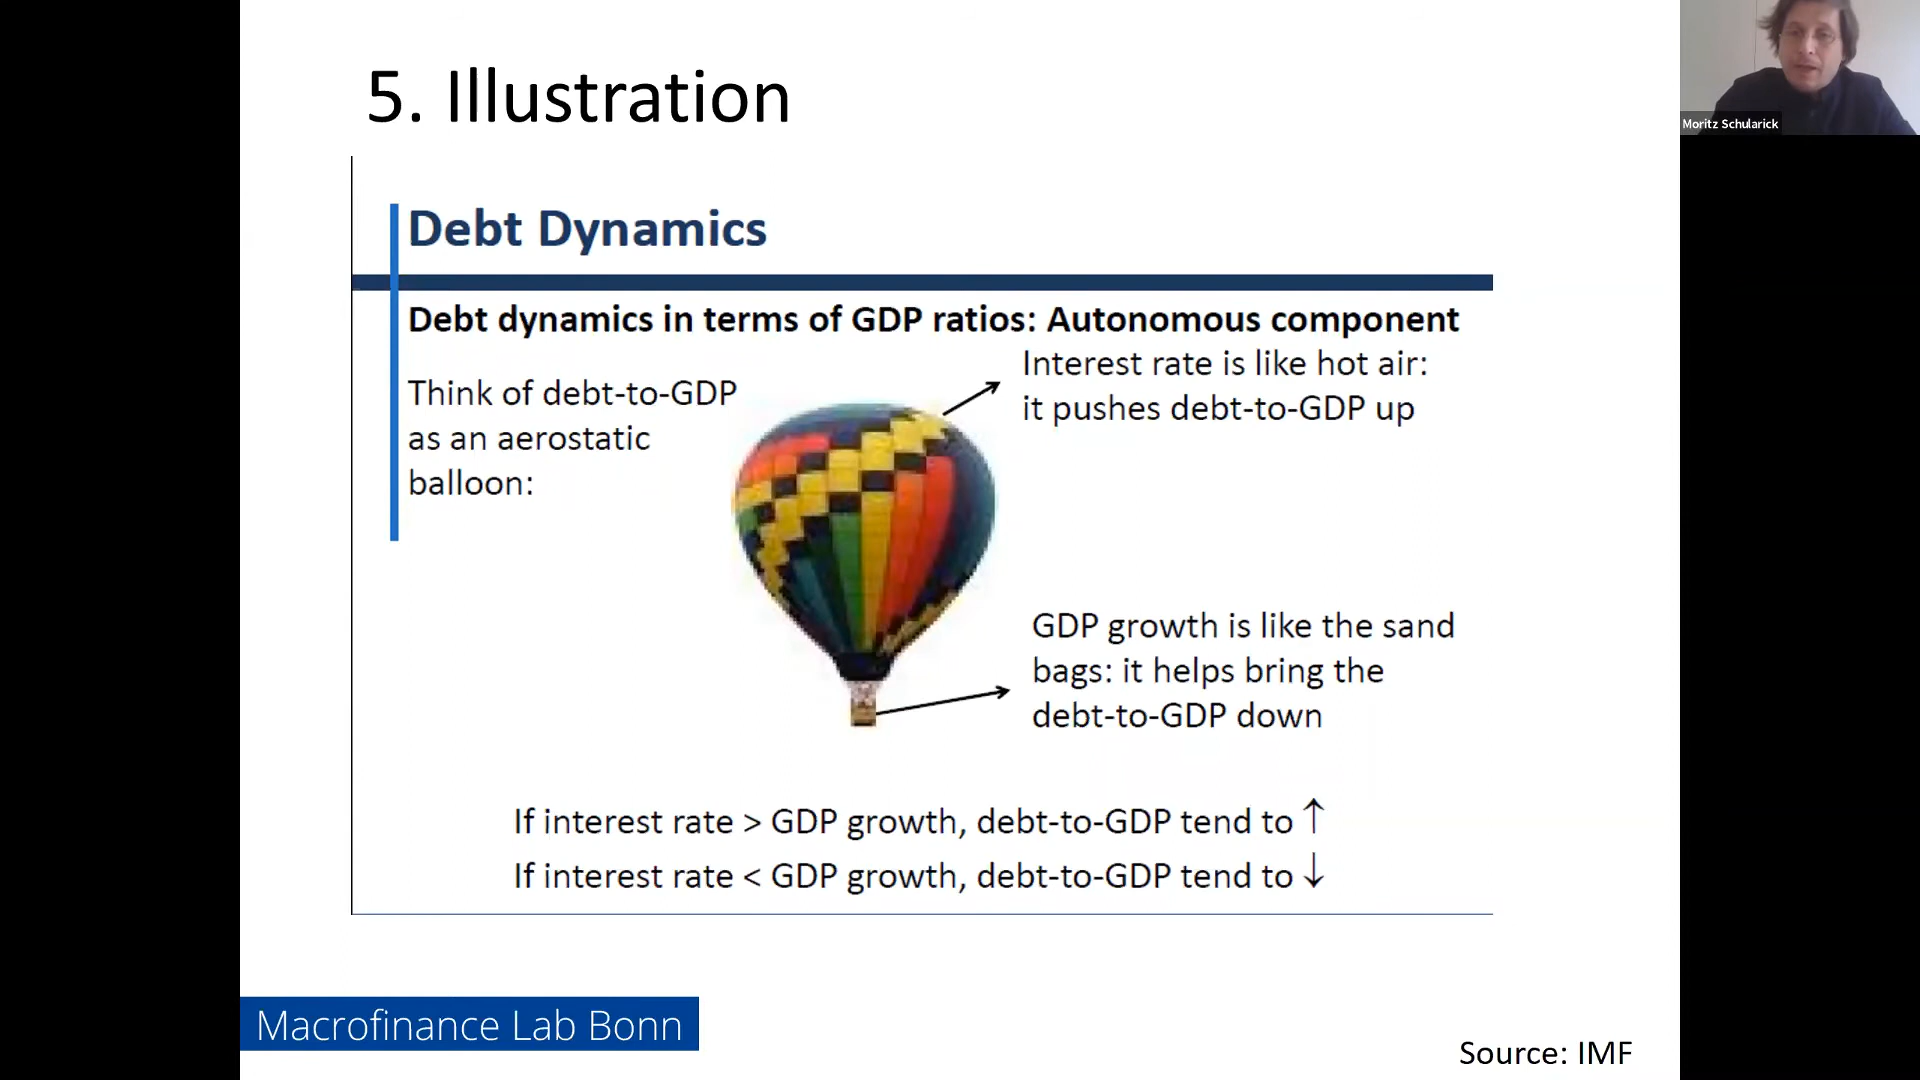 5. Illustration
Moritz Schularick
Debt Dynamics
Debt dynamics in terms of GDP ratios: Autonomous component
Think of debt-to-GDP
as an aerostatic
balloon:
Interest rate is like hot air:
it pushes debt-to-GDP up
GDP growth is like the sand
bags: it helps bring the
debt-to-GDP down
If interest rate > GDP growth, debt-to-GDP tend to ↑
If interest rate < GDP growth, debt-to-GDP tend to ↓
Macrofinance Lab Bonn
Source: IMF